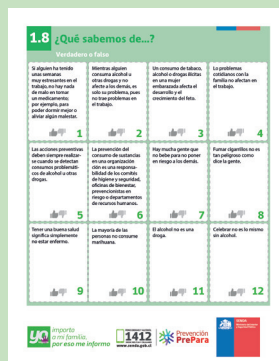 1.8 ¿Qué sabemos de...?
Verdadero o falso
Si alguien ha tenido
unas semanas
muy estresantes en el
trabajo, no hay nada
de malo en tomar
un medicamento;
por ejemplo, para
poder dormir mejor o
aliviar algún malestar.
1
Mientras alguien
consuma alcohol u
otras drogas y no
afecte a los demás, es
solo su problema, pues
no trae problemas en
el trabajo.
2
Un consumo de tabaco,
alcohol o drogas ilícitas
en una mujer
embarazada afecta el
desarrollo y el
crecimiento del feto.
3
Los problemas
cotidianos con la
familia no afectan en
el trabajo.
4
Las acciones preventivas
deben siempre realizar-
se cuando se detectan
consumos problemáti-
cos de alcohol u otras
drogas.
5
La prevención del
consumo de sustancias
en una organización
es una responsa-
bilidad de los comités
de higiene y seguridad,
oficinas de bienestar,
prevencionistas en
riesgo o departamentos
de recursos humanos.
6
Hay mucha gente que
no bebe para no poner
en riesgo a los demás.
7
Fumar cigarrillos no es
tan peligroso como
dice la gente.
8
Tener una buena salud
significa simplemente
no estar enfermo.
9
La mayoría de las
personas no consume
marihuana.
10
El alcohol no es una
droga.
11
Celebrar no es lo mismo
sin alcohol.
12
yo importo
a mi familia,
por eso me informo
1412
www.senda.gob.cl
Prevención
PrePara
SENDA